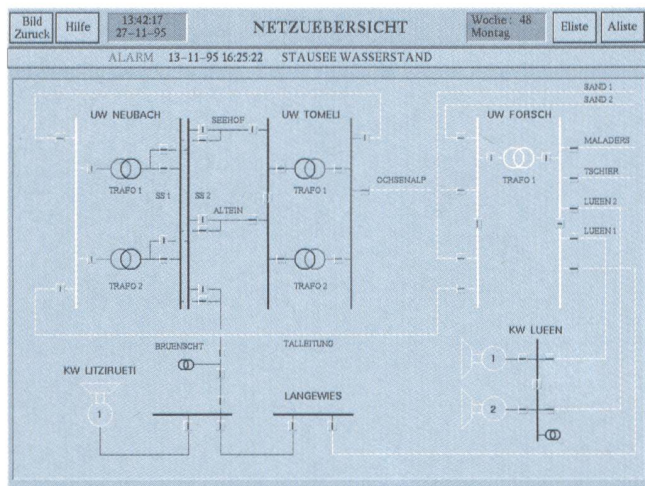 Bild Zuruck
Hilfe
13:42:17
27-11-95
NETZUEBERSICHT
Woche: 48
Montag
Eliste
Aliste
ALARM 13-11-95 16:25:22 STAUSEE WASSERSTAND
SAND 1
SAND 2
UW NEUBACH
SEEHOF
UW TOMELI
UW FORSCH
MALADERS
TRAFO 1
SS 1
SS 2
TRAFO 1
OCHSENALP
TRAFO 1
TSCHIER
ALTEIN
LUEEN 2
LUEEN 1
TRAFO 2
TRAFO 2
BRUENSCHT
TALLEITUNG
KW LUEEN
KW LITZIRUETI
1
LANGEWIES
1
2